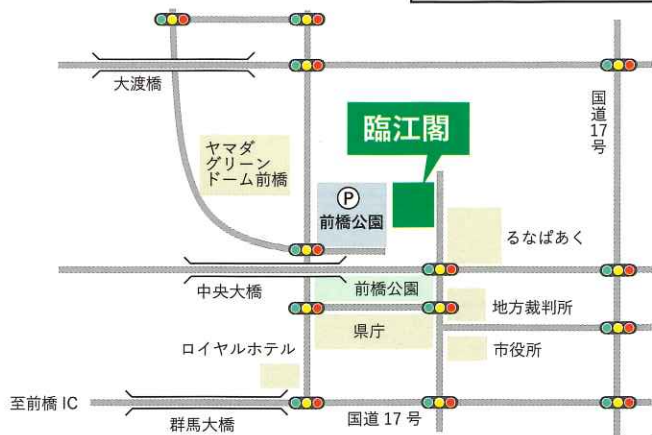 大渡橋
国道17号
臨江閣
ヤマダ
グリーン
ドーム前橋
P
前橋公園
るなぱあく
中央大橋
前橋公園
地方裁判所
県庁
ロイヤルホテル
市役所
至前橋 IC
群馬大橋
国道 17 号